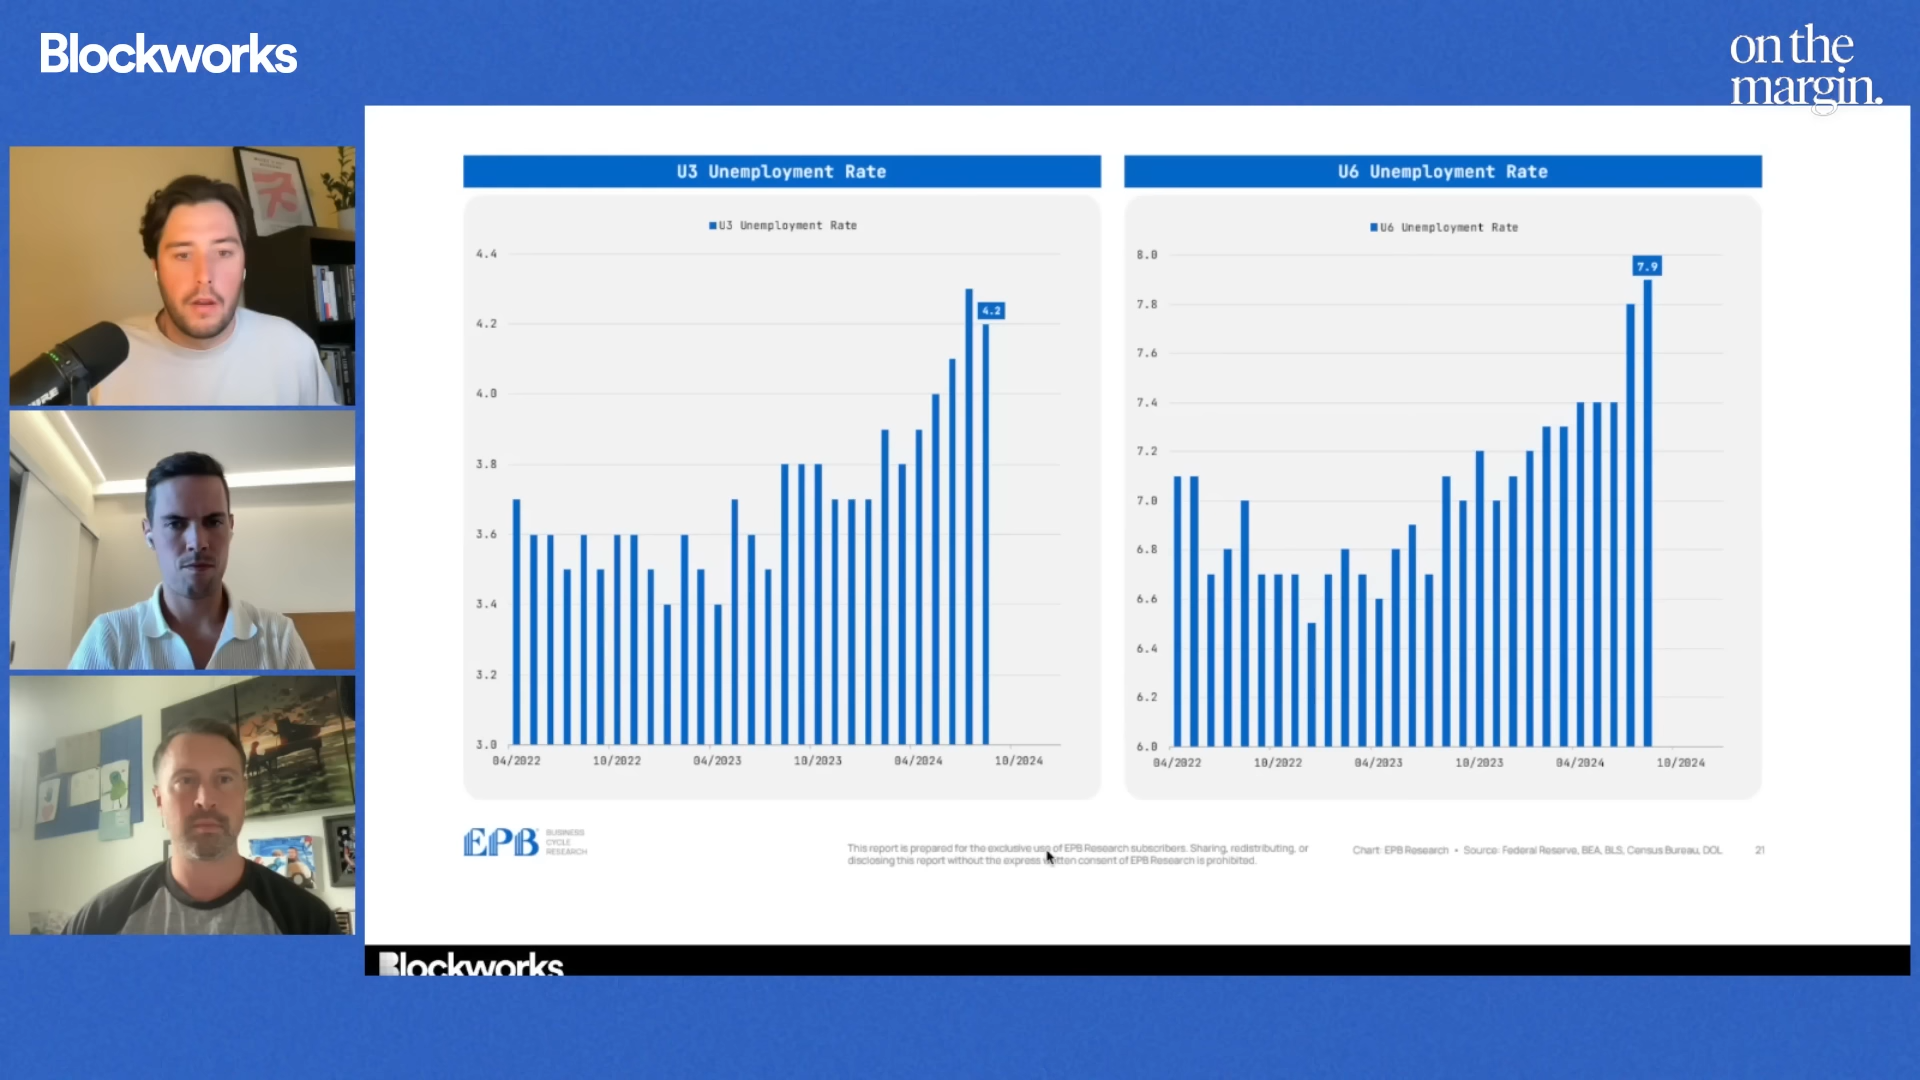 Blockworks
on the
margin.
U3 Unemployment Rate
U3 Unemployment Rate
4.4
4.2
4.0
3.8
3.6
3.4
3.2
3.0
4.2
04/2022 10/2022 04/2023 10/2023 04/2024 10/2024
U6 Unemployment Rate
U6 Unemployment Rate
8.0
7.8
7.6
7.4
7.2
7.0
6.8
6.6
6.4
6.2
6.0
7.9
04/2022 10/2022 04/2023 10/2023 04/2024 10/2024
EPB
BUSINESS
CYCLE
RESEARCH
This report is prepared for the exclusive use of EPB Research subscribers. Sharing, redistributing, or
disclosing this report without the express written consent of EPB Research is prohibited.
Chart: EPB Research • Source: Federal Reserve, BEA, BLS, Census Bureau, DOL
21
Blockworks